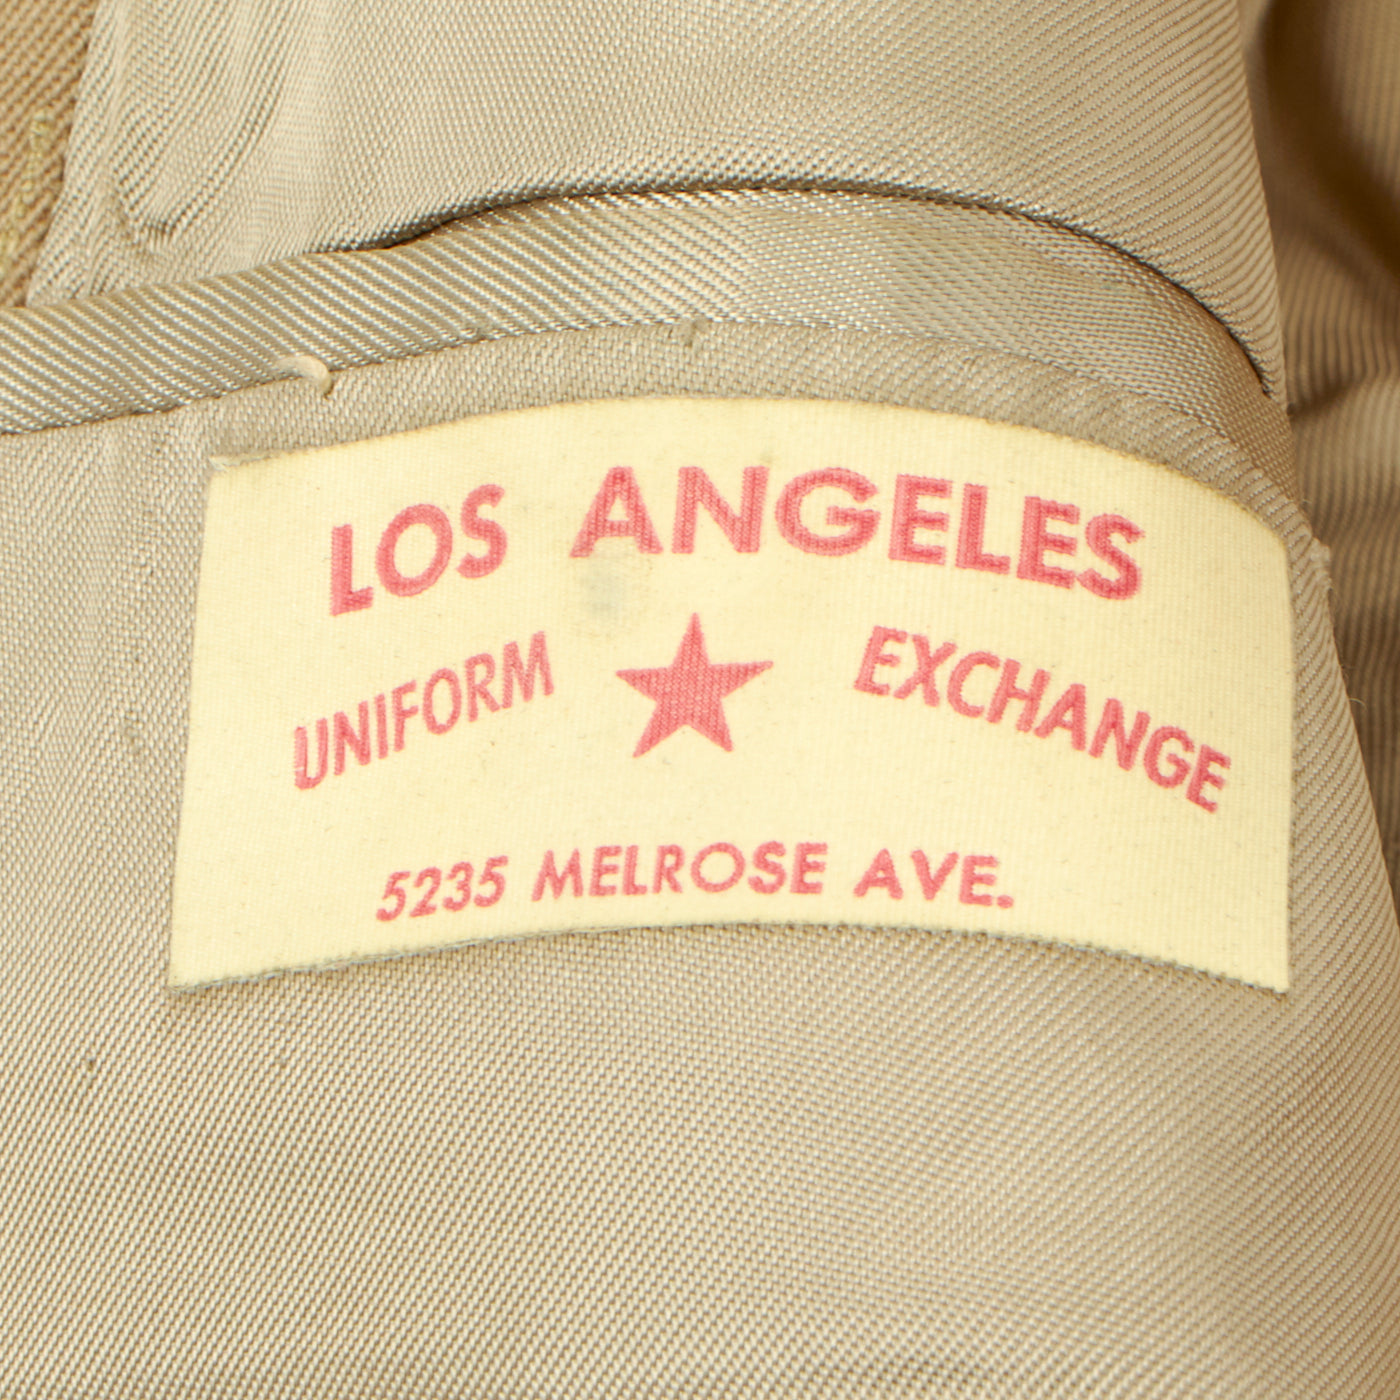 LOS ANGELES
UNIFORM EXCHANGE
5235 MELROSE AVE.